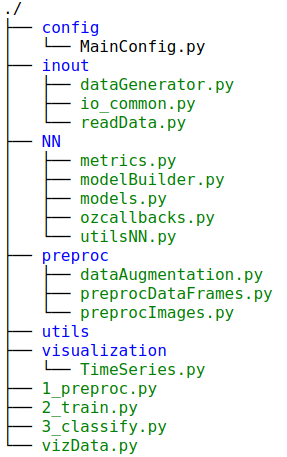 ./
├── config
│   └── MainConfig.py
├── inout
│   ├── dataGenerator.py
│   ├── io_common.py
│   └── readData.py
├── NN
│   ├── metrics.py
│   ├── modelBuilder.py
│   ├── models.py
│   ├── ozcallbacks.py
│   └── utilsNN.py
├── preproc
│   ├── dataAugmentation.py
│   ├── preprocDataFrames.py
│   └── preprocImages.py
├── utils
├── visualization
│   └── TimeSeries.py
├── 1_preproc.py
├── 2_train.py
├── 3_classify.py
└── vizData.py